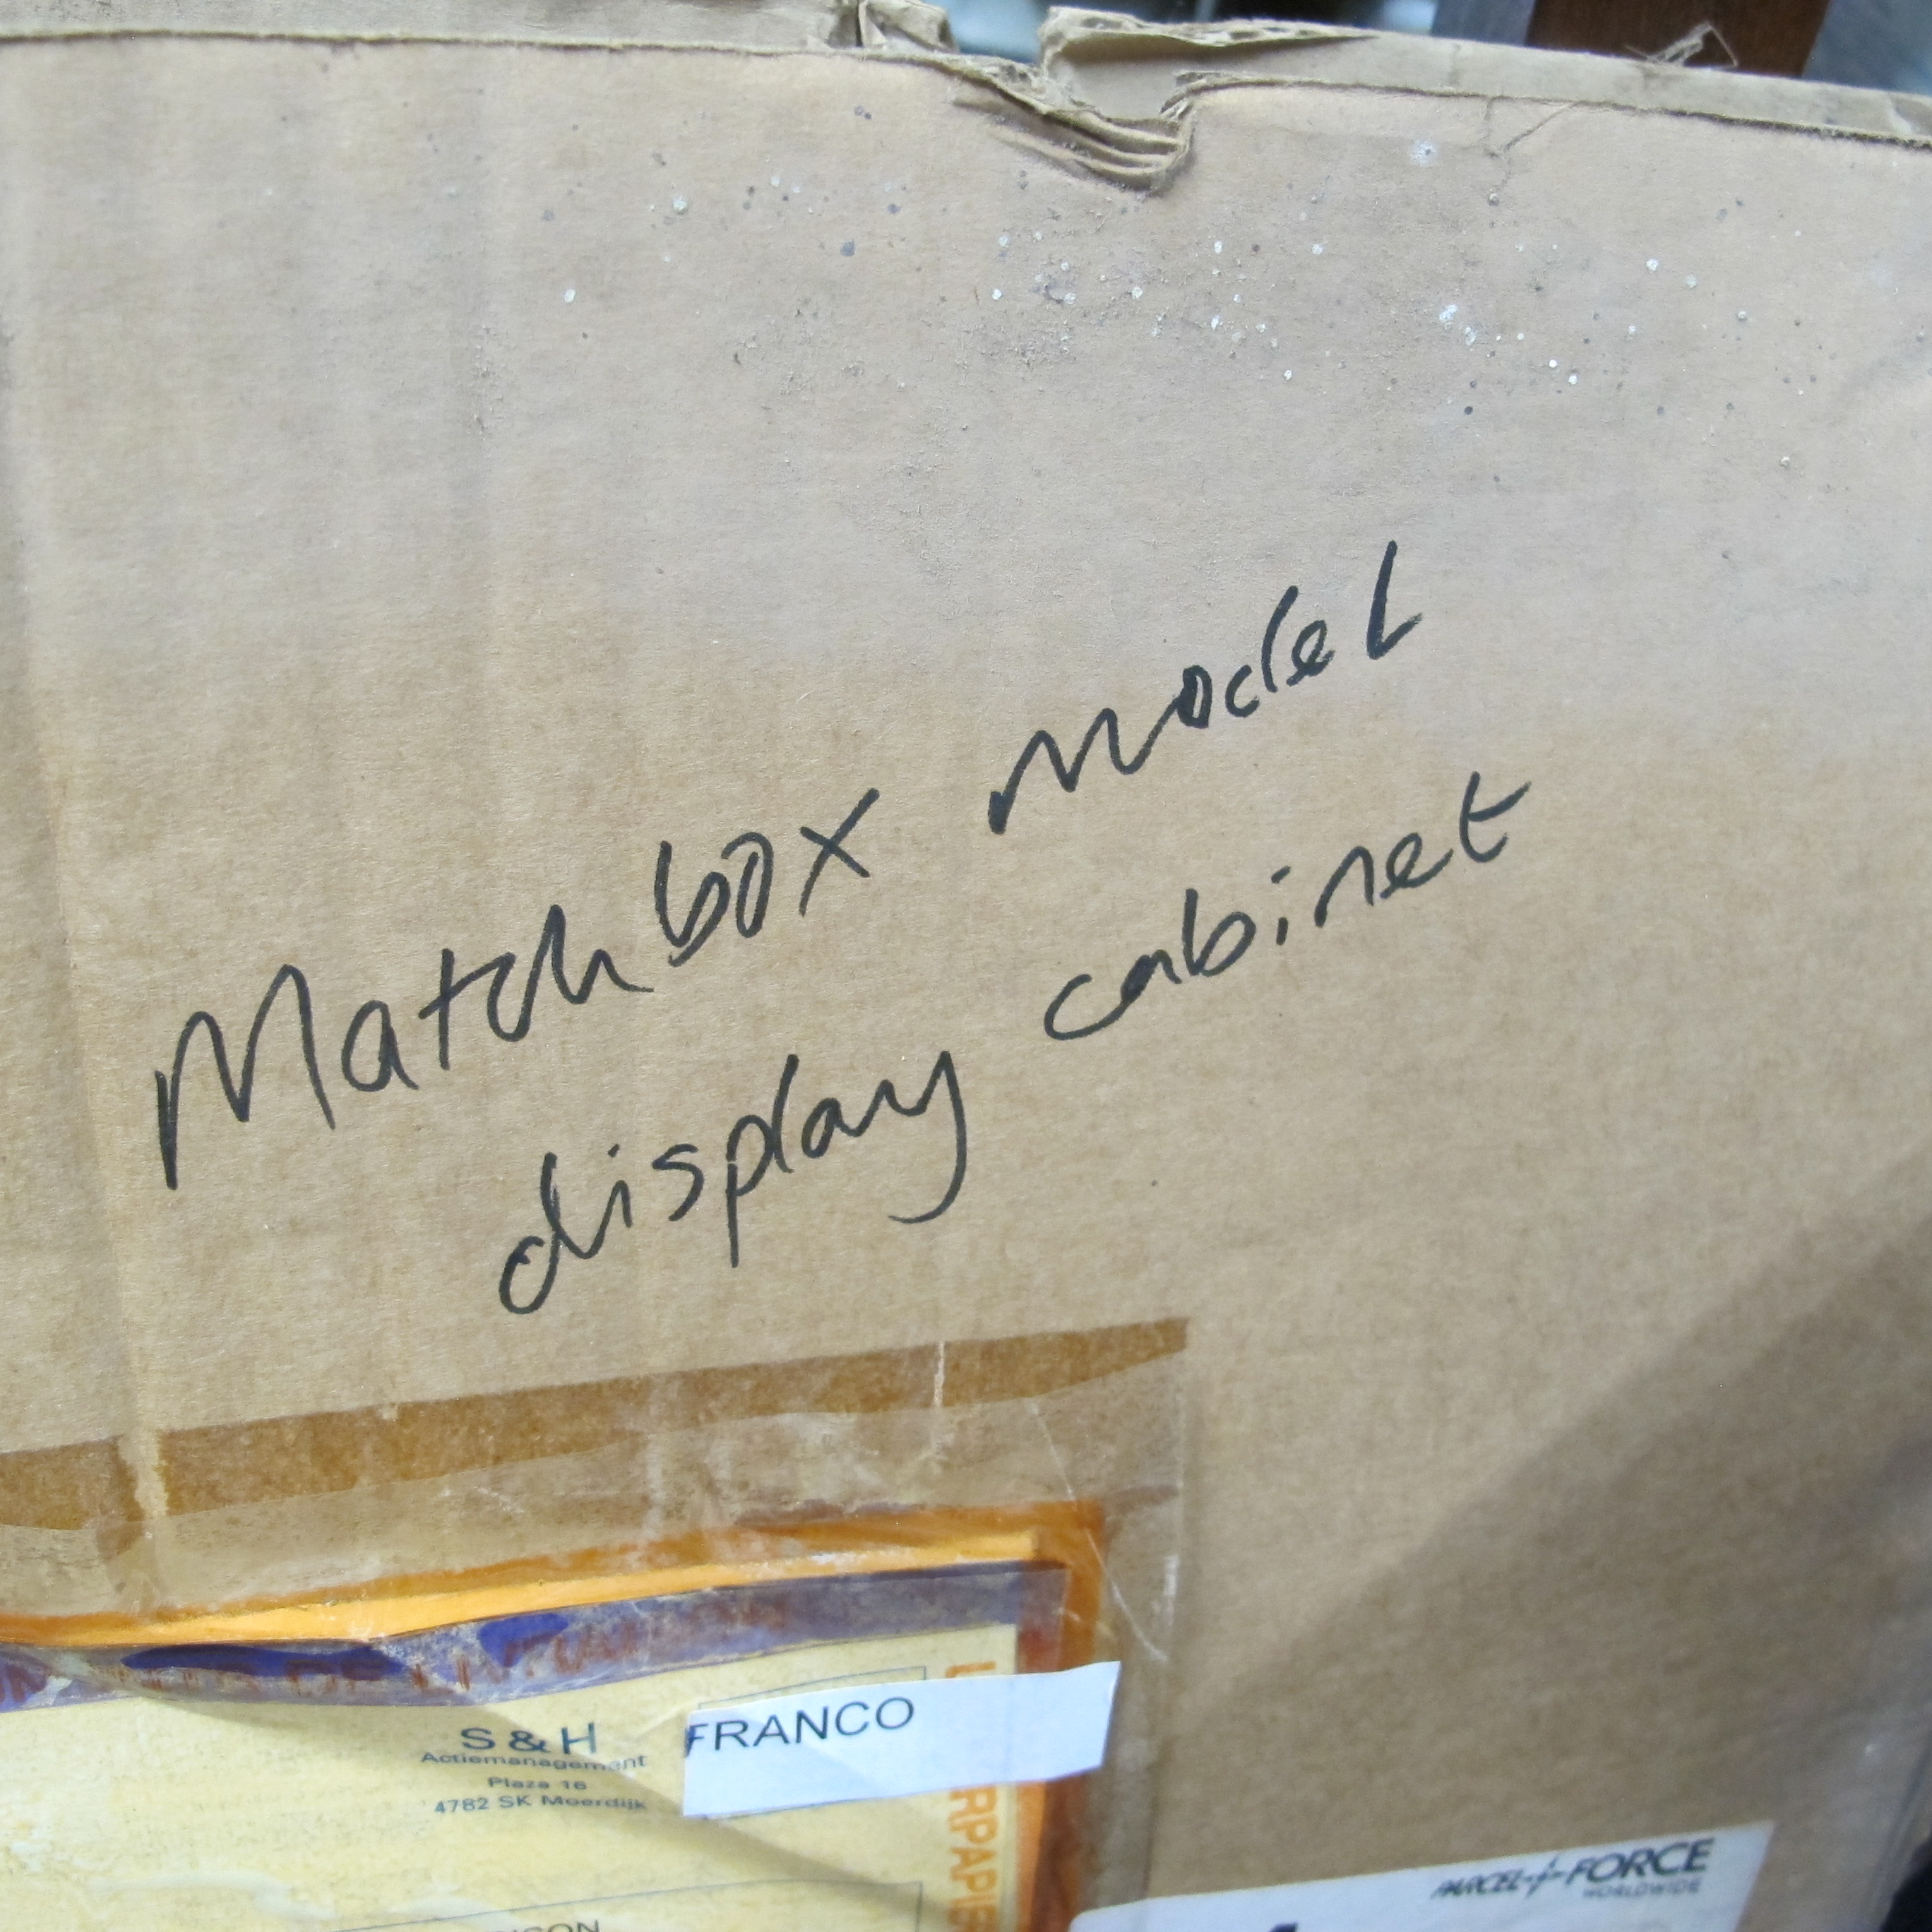 Matchbox Model
display cabinet
S & H
Actiemanagement
Plaza 16
4782 SK Moerdijk
FRANCO
PARCEL FORCE
WORLDWIDE